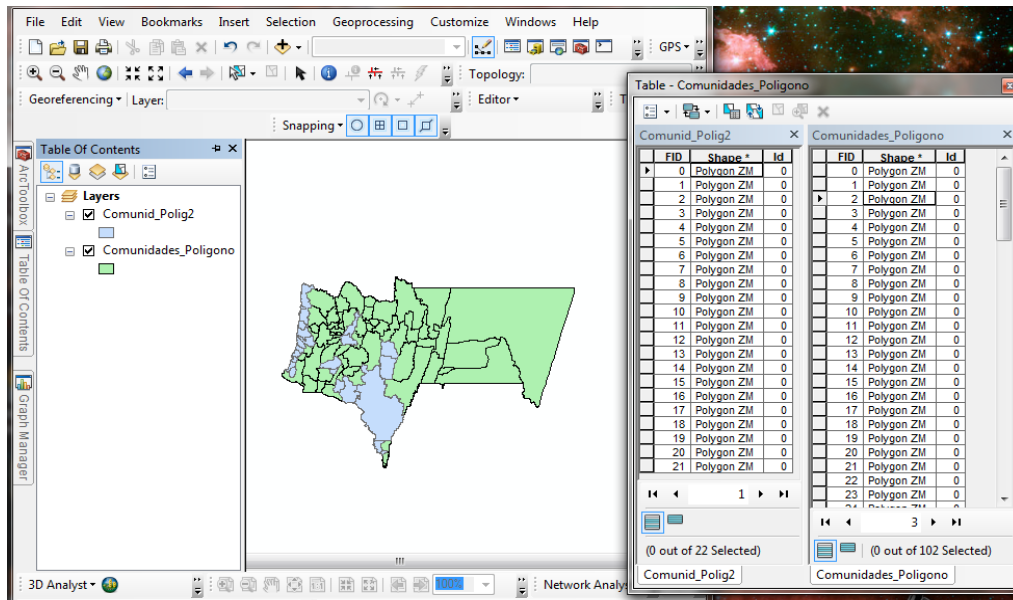 File Edit View Bookmarks Insert Selection Geoprocessing Customize Windows Help
GPS
Topology:
Georeferencing Layer:
Editor
T
Snapping
Table Of Contents
Layers
Comunid_Polig2
Comunidades_Poligono
ArcToolbox
Table Of Contents
Graph Manager
Table - Comunidades_Poligono
Comunid_Polig2
FID Shape * Id
0 Polygon ZM 0
1 Polygon ZM 0
2 Polygon ZM 0
3 Polygon ZM 0
4 Polygon ZM 0
5 Polygon ZM 0
6 Polygon ZM 0
7 Polygon ZM 0
8 Polygon ZM 0
9 Polygon ZM 0
10 Polygon ZM 0
11 Polygon ZM 0
12 Polygon ZM 0
13 Polygon ZM 0
14 Polygon ZM 0
15 Polygon ZM 0
16 Polygon ZM 0
17 Polygon ZM 0
18 Polygon ZM 0
19 Polygon ZM 0
20 Polygon ZM 0
21 Polygon ZM 0
1
(0 out of 22 Selected)
Comunid_Polig2
Comunidades_Poligono
FID Shape * Id
0 Polygon ZM 0
1 Polygon ZM 0
2 Polygon ZM 0
3 Polygon ZM 0
4 Polygon ZM 0
5 Polygon ZM 0
6 Polygon ZM 0
7 Polygon ZM 0
8 Polygon ZM 0
9 Polygon ZM 0
10 Polygon ZM 0
11 Polygon ZM 0
12 Polygon ZM 0
13 Polygon ZM 0
14 Polygon ZM 0
15 Polygon ZM 0
16 Polygon ZM 0
17 Polygon ZM 0
18 Polygon ZM 0
19 Polygon ZM 0
20 Polygon ZM 0
21 Polygon ZM 0
22 Polygon ZM 0
23 Polygon ZM 0
3
(0 out of 102 Selected)
Comunidades_Poligono
3D Analyst
1:1
100%
Network Analys